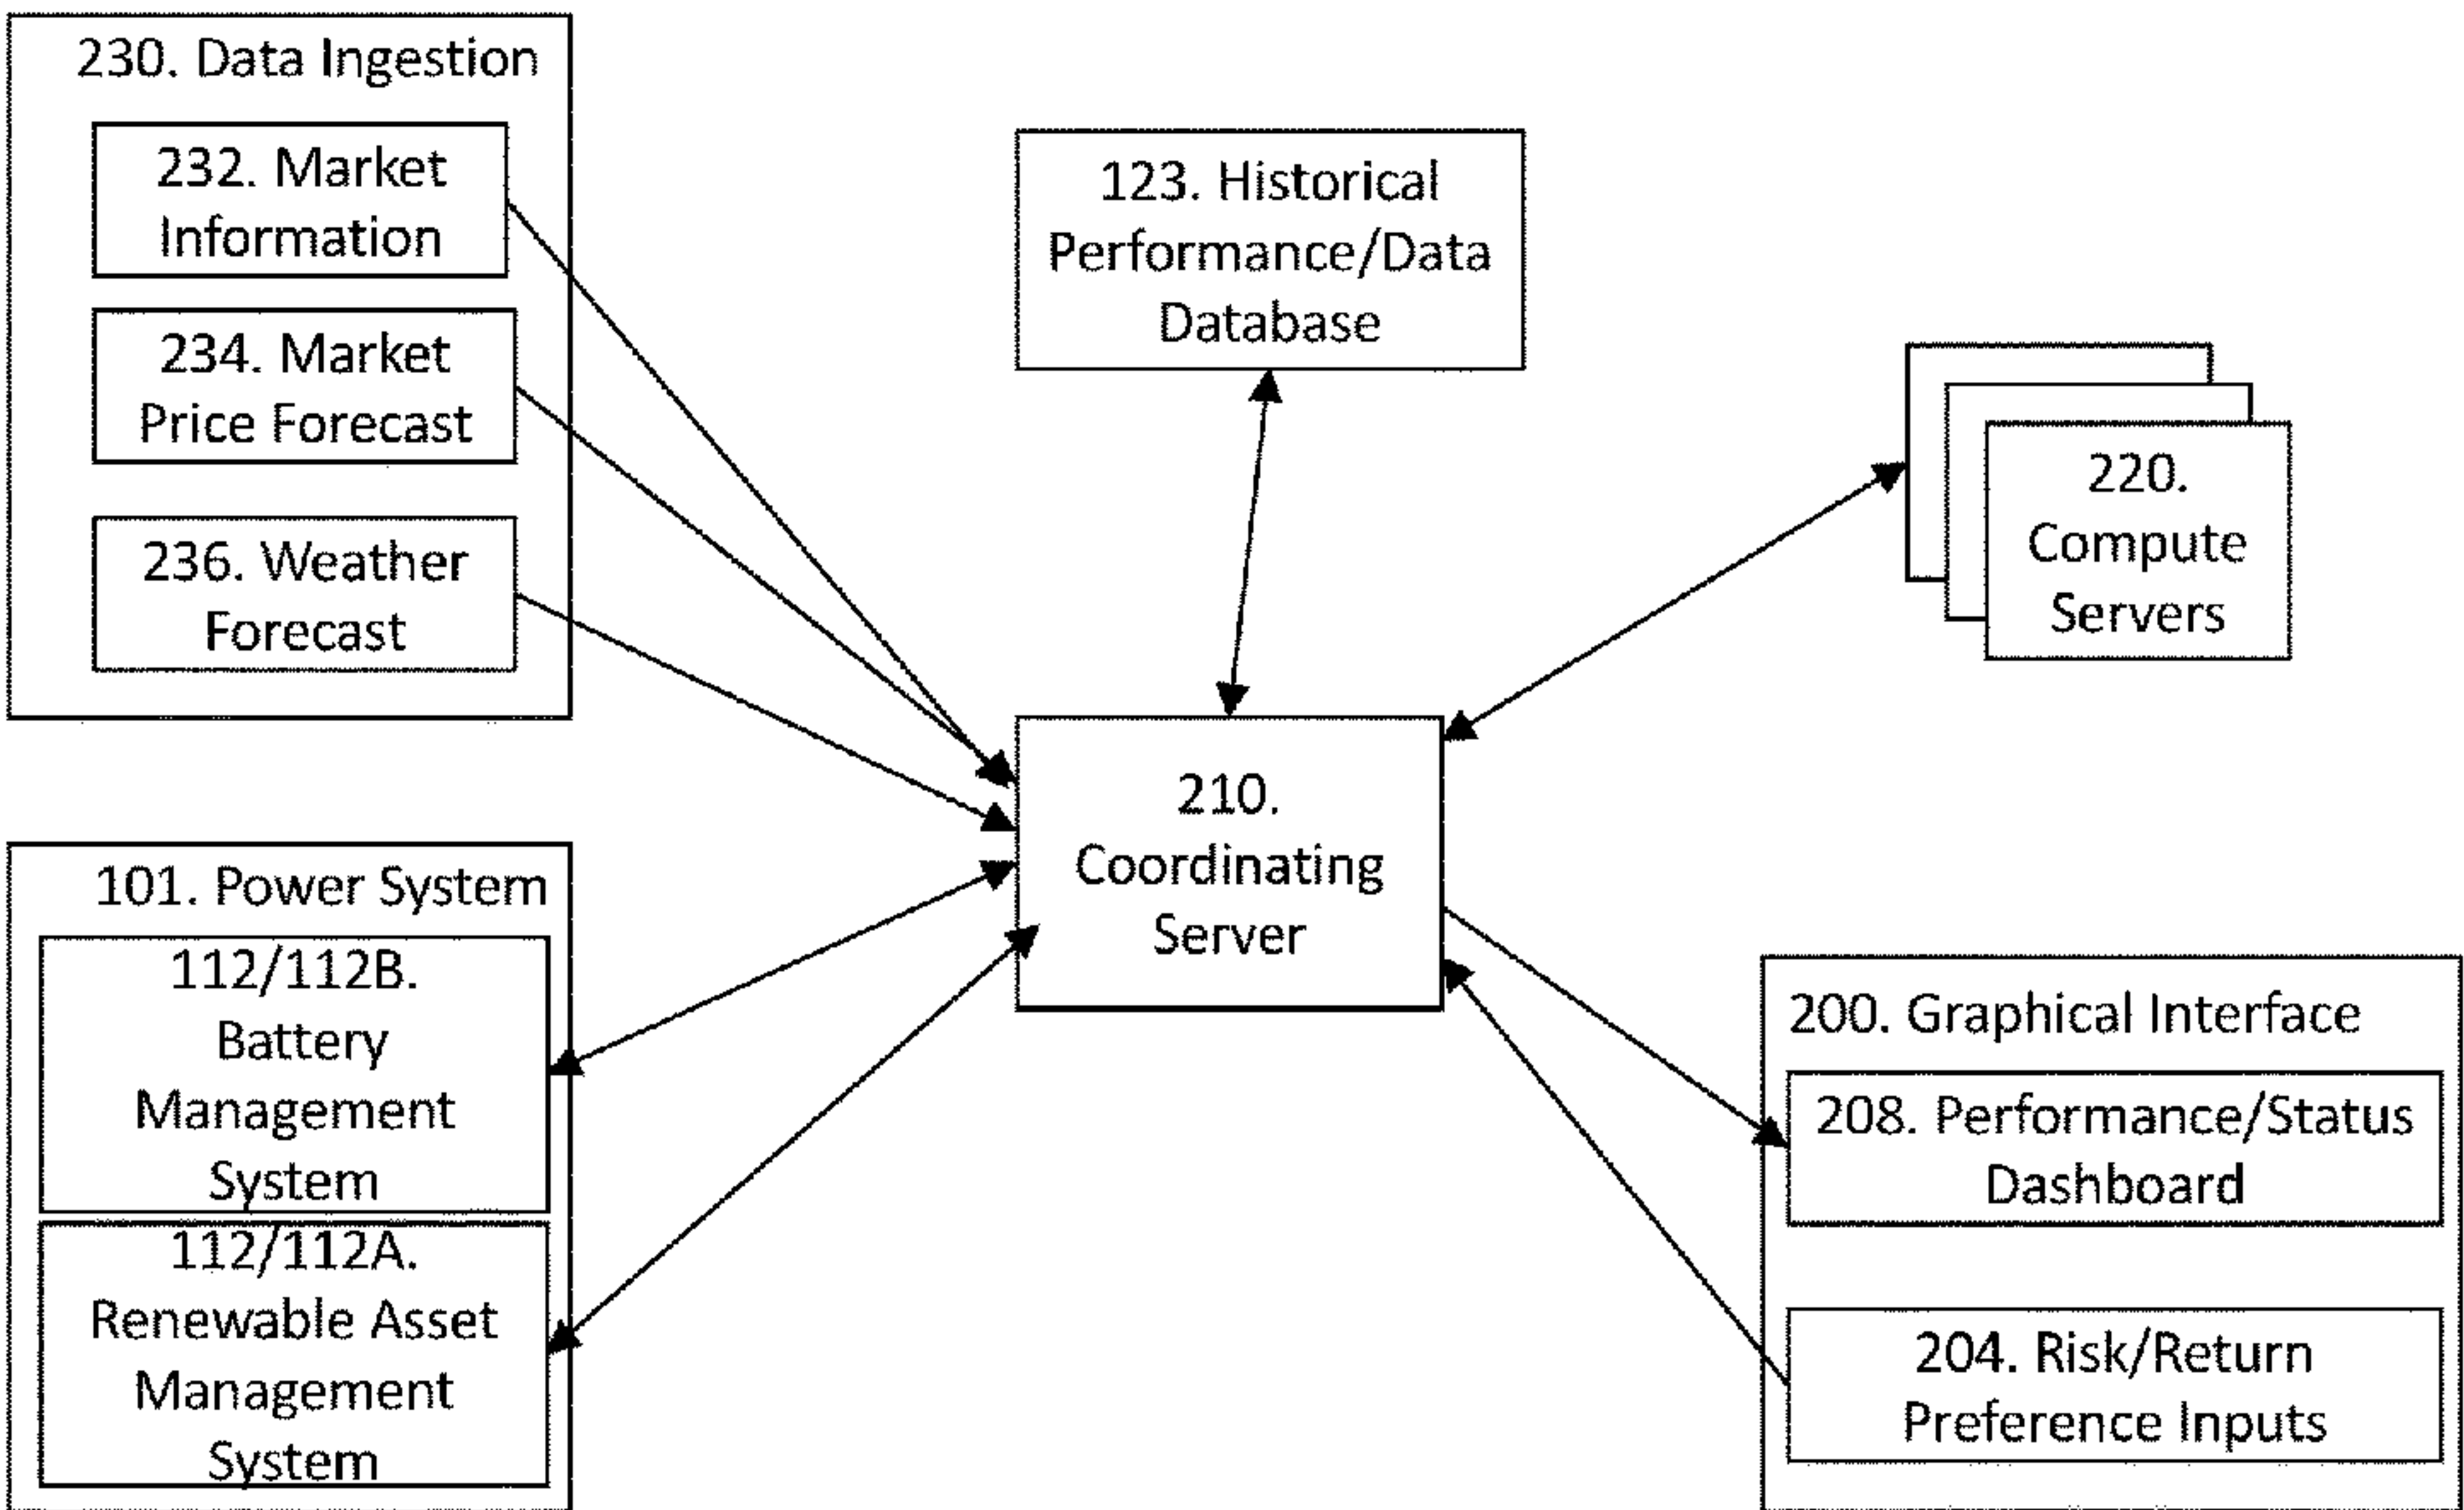 230. Data Ingestion
232. Market
Information
234. Market
Price Forecast
236. Weather
Forecast
123. Historical
Performance/Data
Database
220.
Compute
Servers
210.
Coordinating
Server
101. Power System
112/112B.
Battery
Management
System
112/112A.
Renewable Asset
Management
System
200. Graphical Interface
208. Performance/Status
Dashboard
204. Risk/Return
Preference Inputs